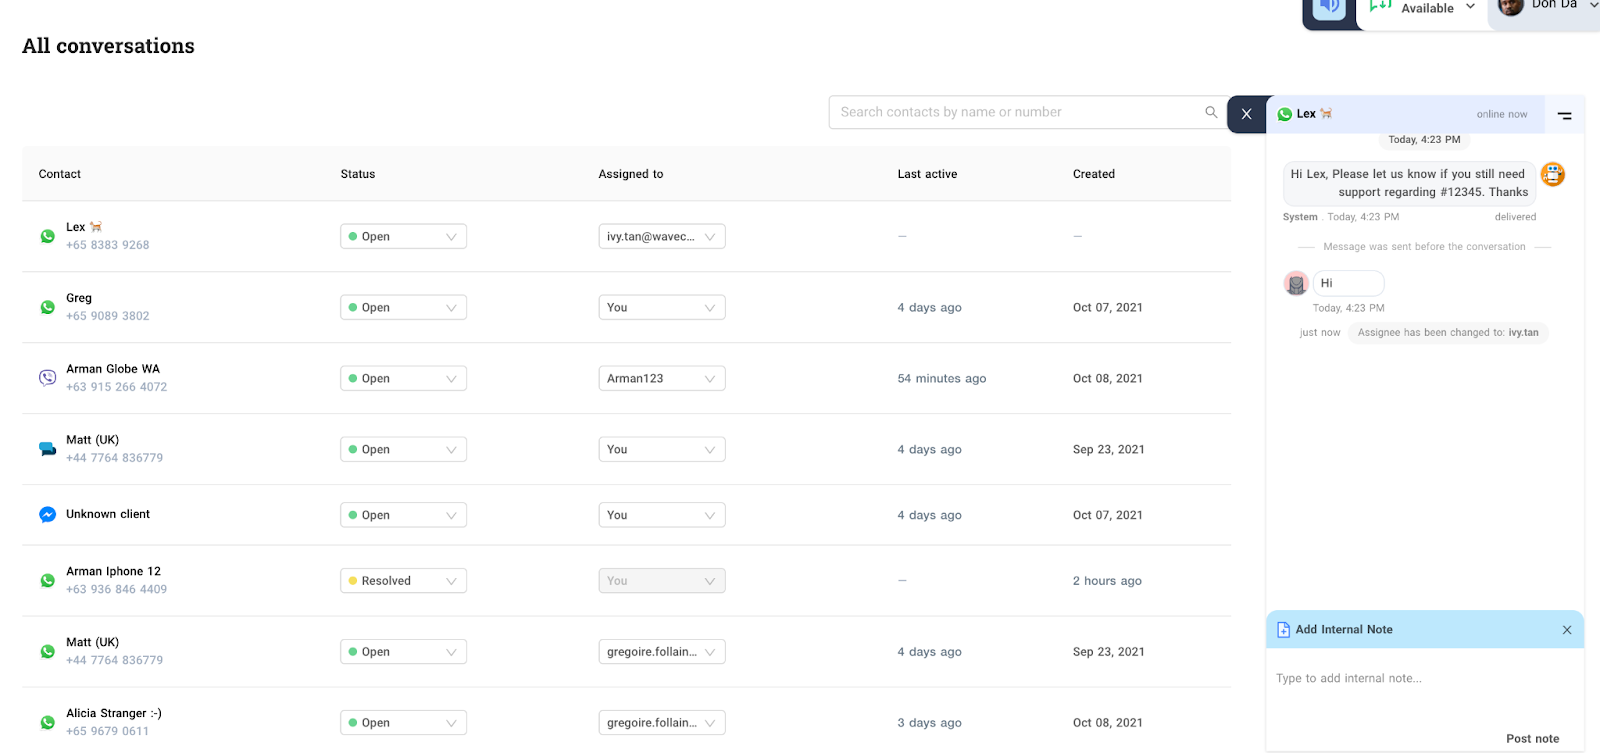 Available
Don Da
All conversations
Search contacts by name or number
Contact Status Assigned to Last active Created
Lex
+65 8383 9268
Open ivy.tan@wavec... – –
Greg
+65 9089 3802
Open You 4 days ago Oct 07, 2021
Arman Globe WA
+63 915 266 4072
Open Arman123 54 minutes ago Oct 08, 2021
Matt (UK)
+44 7764 836779
Open You 4 days ago Sep 23, 2021
Unknown client
Open You 4 days ago Oct 07, 2021
Arman Iphone 12
+63 936 846 4409
Resolved You – 2 hours ago
Matt (UK)
+44 7764 836779
Open gregoire.follain... 4 days ago Sep 23, 2021
Alicia Stranger :-)
+65 9679 0611
Open gregoire.follain... 3 days ago Oct 08, 2021
Lex online now
Today, 4:23 PM
Hi Lex, Please let us know if you still need
support regarding #12345. Thanks
System . Today, 4:23 PM delivered
Message was sent before the conversation
Hi
Today, 4:23 PM
just now Assignee has been changed to: ivy.tan
Add Internal Note
Type to add internal note...
Post note